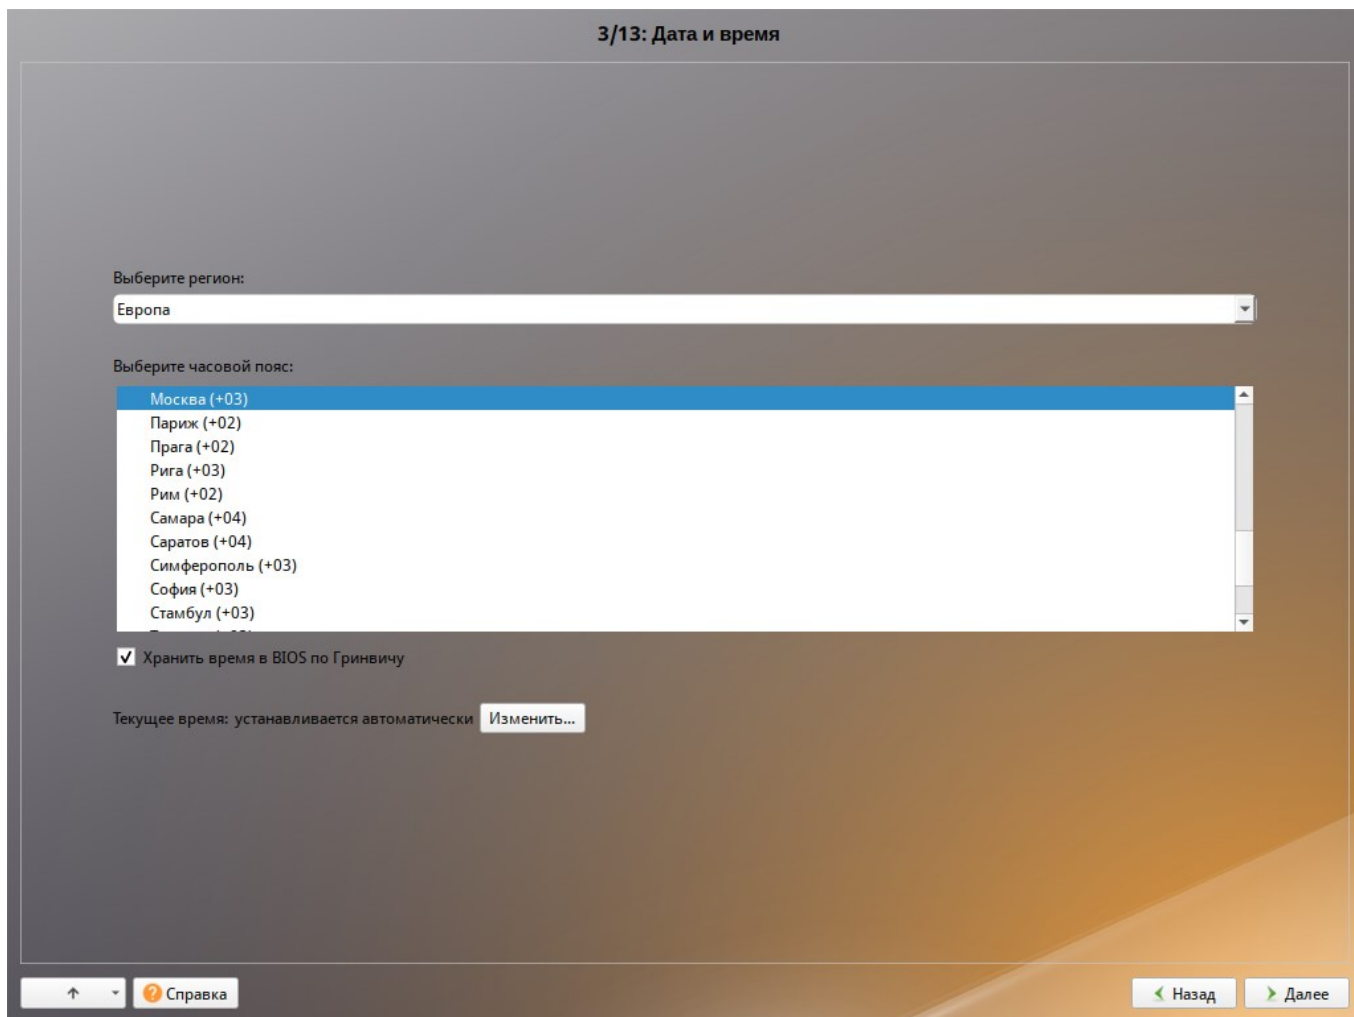 3/13: Дата и время
Выберите регион:
Европа
Выберите часовой пояс:
Москва (+03)
Париж (+02)
Прага (+02)
Рига (+03)
Рим (+02)
Самара (+04)
Саратов (+04)
Симферополь (+03)
София (+03)
Стамбул (+03)
Хранить время в BIOS по Гринвичу
Текущее время: устанавливается автоматически Изменить...
Справка Назад Далее